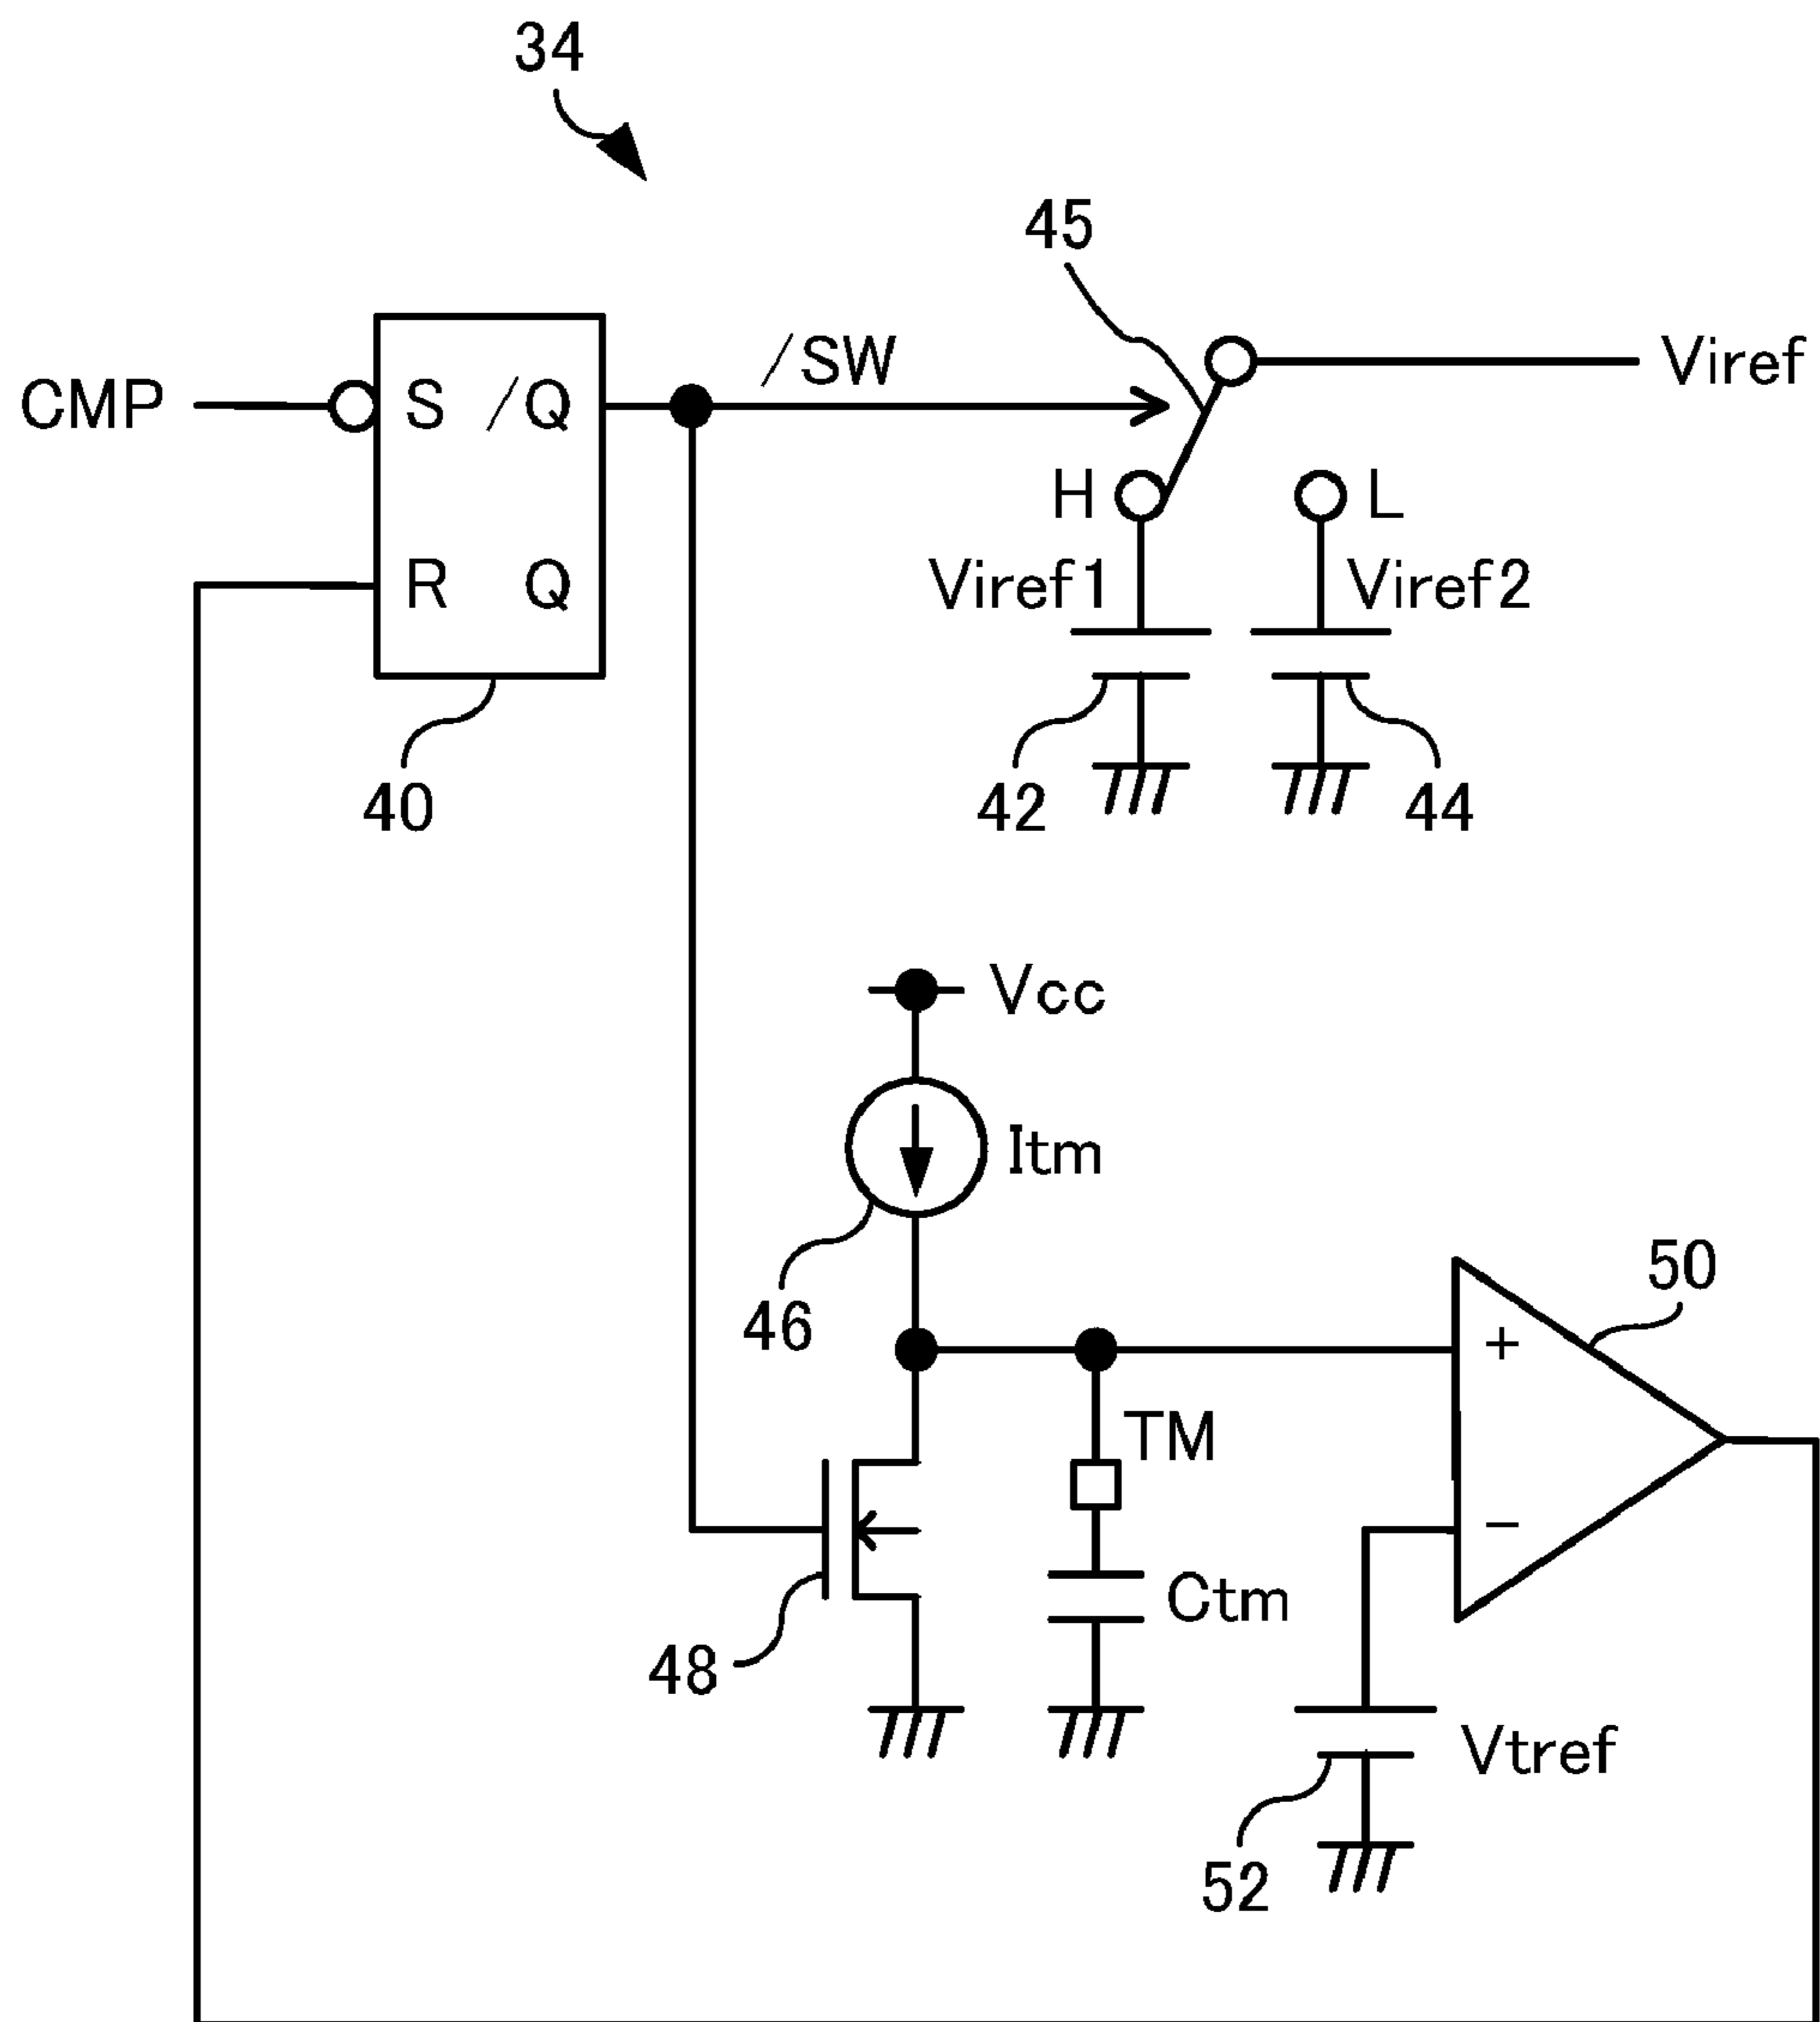 34
45
CMP
S /Q
/SW
Viref
H
L
R Q
Viref1
Viref2
40
42
44
Vcc
Itm
46
50
+
TM
−
Ctm
48
Vtref
52